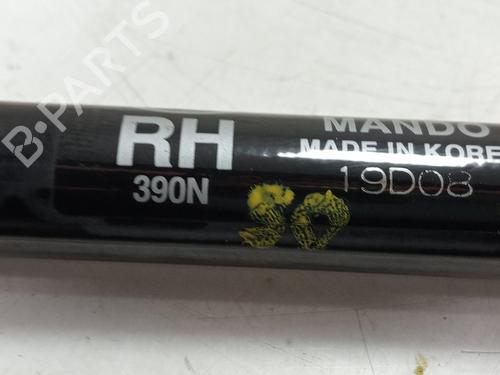 B-PARTS
RH
390N
MANDO
MADE IN KORE
19D08